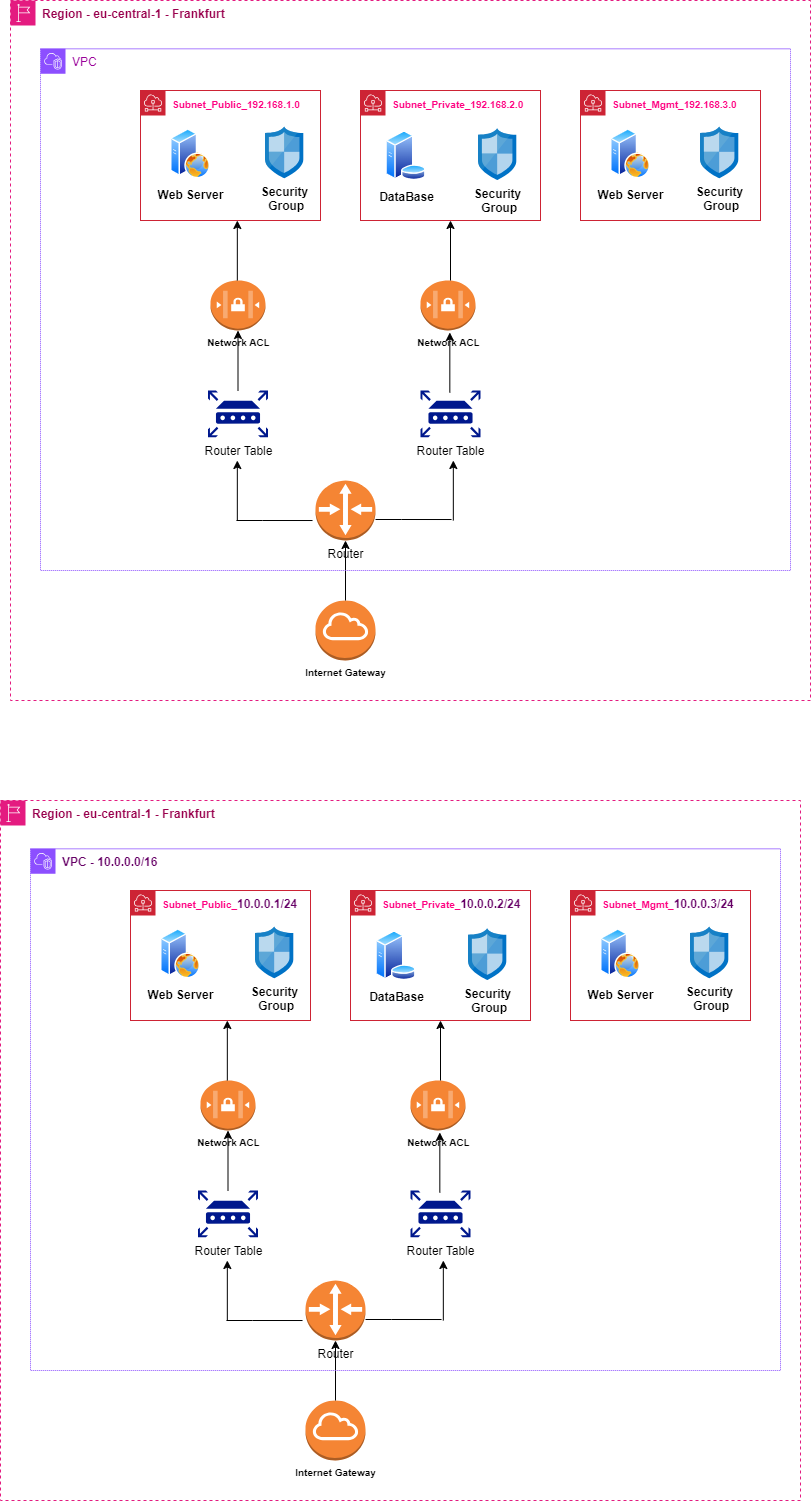 Region - eu-central-1 - Frankfurt
VPC
Subnet_Public_192.168.1.0
Subnet_Private_192.168.2.0
Subnet_Mgmt_192.168.3.0
Web Server
Security
Group
DataBase
Security
Group
Web Server
Security
Group
Network ACL
Network ACL
Router Table
Router Table
Router
Internet Gateway
Region - eu-central-1 - Frankfurt
VPC - 10.0.0.0/16
Subnet_Public_10.0.0.1/24
Subnet_Private_10.0.0.2/24
Subnet_Mgmt_10.0.0.3/24
Web Server
Security
Group
DataBase
Security
Group
Web Server
Security
Group
Network ACL
Network ACL
Router Table
Router Table
Router
Internet Gateway